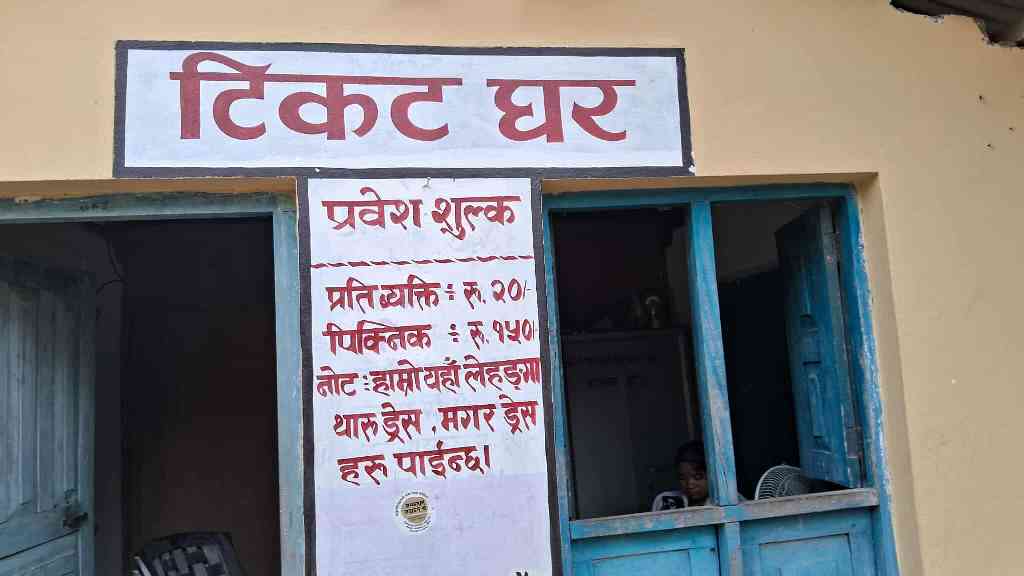 टिकट घर
प्रवेश शुल्क
प्रति व्यक्ति ÷ रू. २०/-
पिक्निक ÷ रू. १५०/-
नोट ÷ हाम्रो यहाँ लेहङ्गा
थारू ड्रेस , मगर ड्रेस
हरू पाईन्छ।